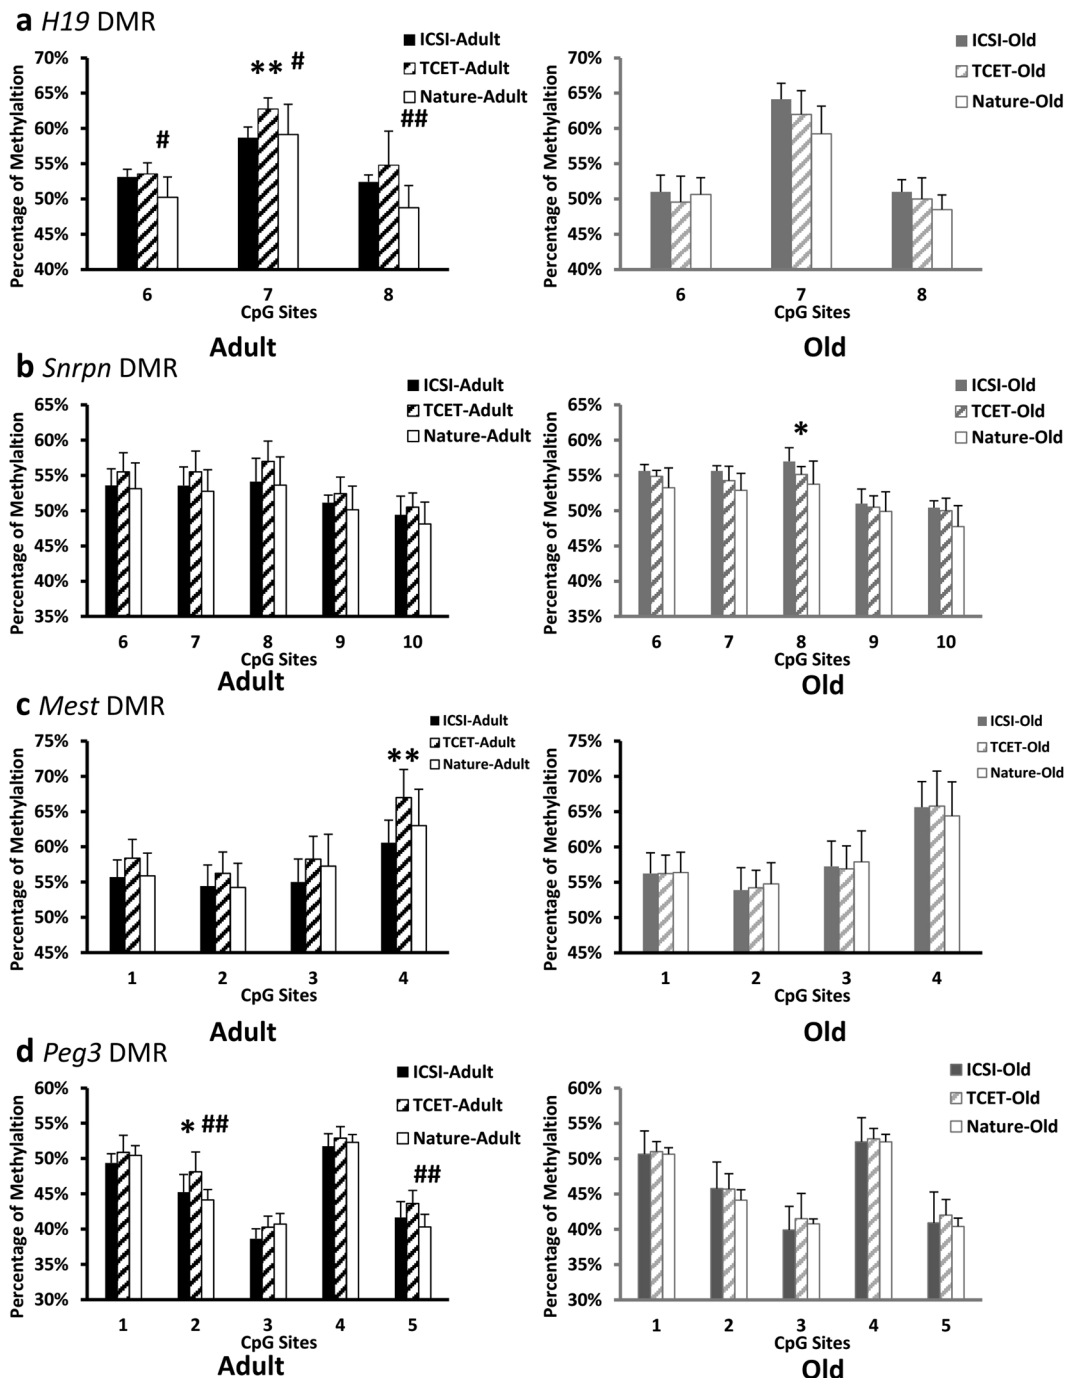 a H19 DMR
ICSI-Adult
TCET-Adult
Nature-Adult
Percentage of Methylaltion
70%
65%
60%
55%
50%
45%
40%
#
** #
##
6 7 8
CpG Sites
Adult
ICSI-Old
TCET-Old
Nature-Old
Percentage of Methylaltion
70%
65%
60%
55%
50%
45%
40%
6 7 8
CpG Sites
Old
b Snrpn DMR
ICSI-Adult
TCET-Adult
Nature-Adult
Percentage of Methylaltion
65%
60%
55%
50%
45%
40%
35%
6 7 8 9 10
CpG Sites
Adult
ICSI-Old
TCET-Old
Nature-Old
Percentage of Methylaltion
65%
60%
55%
50%
45%
40%
35%
*
6 7 8 9 10
CpG Sites
Old
c Mest DMR
ICSI-Adult
TCET-Adult
Nature-Adult
Percentage of Methylaltion
75%
70%
65%
60%
55%
50%
45%
**
1 2 3 4
CpG Sites
Adult
ICSI-Old
TCET-Old
Nature-Old
Percentage of Methylaltion
75%
70%
65%
60%
55%
50%
45%
1 2 3 4
CpG Sites
Old
d Peg3 DMR
ICSI-Adult
TCET-Adult
Nature-Adult
Percentage of Methylaltion
60%
55%
50%
45%
40%
35%
30%
* ##
##
1 2 3 4 5
CpG Sites
Adult
ICSI-Old
TCET-Old
Nature-Old
Percentage of Methylaltion
60%
55%
50%
45%
40%
35%
30%
1 2 3 4 5
CpG Sites
Old